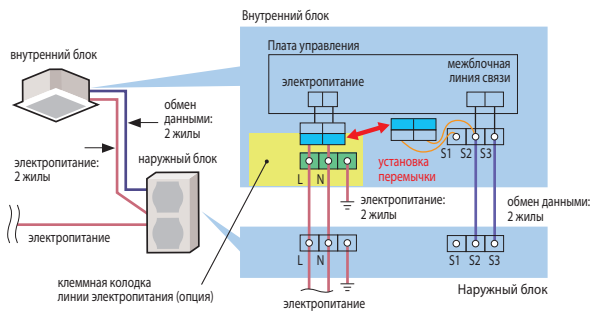 Внутренний блок
внутренний блок
Плата управления
электропитание
межблочная
линия связи
обмен
данными:
2 жилы
S1 S2 S3
электропитание:
2 жилы
наружный блок
установка
перемычки
L N
электропитание:
2 жилы
обмен данными:
2 жилы
электропитание
L N
S1 S2 S3
клеммная колодка
линии электропитания (опция)
Наружный блок
электропитание